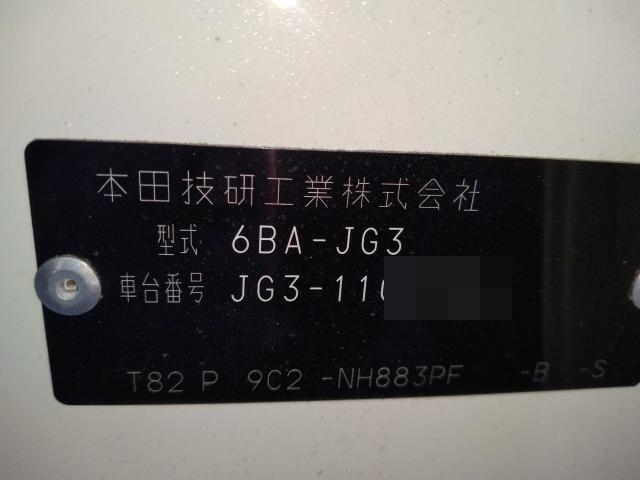 本田技研工業株式会社
型式 6BA-JG3
車台番号 JG3-110
T82 P 9C2 -NH883PF -B -S